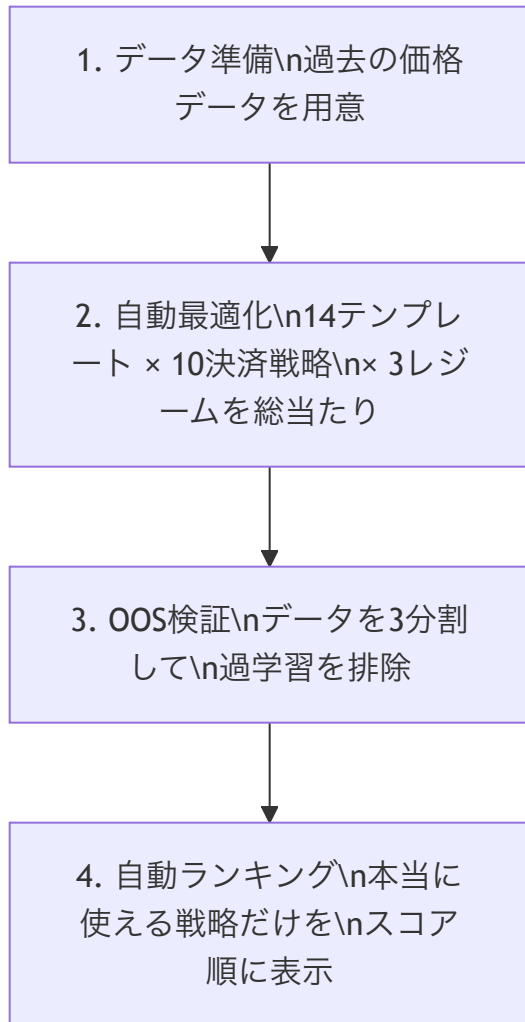 1. データ準備\n過去の価格
データを用意
2. 自動最適化\n14テンプレ
ート × 10決済戦略\n× 3レジ
ームを総当たり
3. OOS検証\nデータを3分割
して\n過学習を排除
4. 自動ランキング\n本当に
使える戦略だけを\nスコア
順に表示